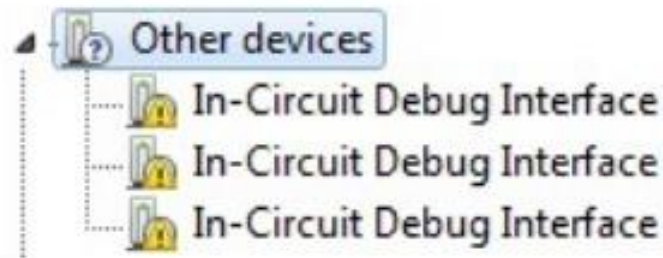 Other devices
In-Circuit Debug Interface
In-Circuit Debug Interface
In-Circuit Debug Interface